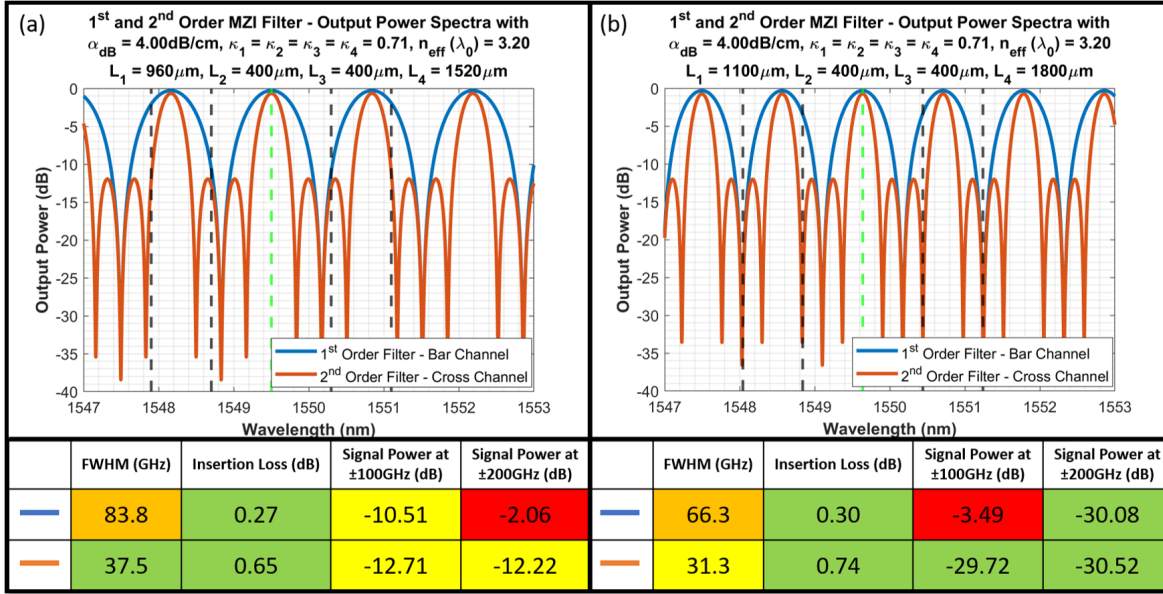 (a)
1st and 2nd Order MZI Filter - Output Power Spectra with
αdB = 4.00dB/cm, κ1 = κ2 = κ3 = κ4 = 0.71, neff (λ0) = 3.20
L1 = 960μm, L2 = 400μm, L3 = 400μm, L4 = 1520μm
Output Power (dB)
0
-5
-10
-15
-20
-25
-30
-35
-40
1547 1548 1549 1550 1551 1552 1553
Wavelength (nm)
1st Order Filter - Bar Channel
2nd Order Filter - Cross Channel
FWHM (GHz) Insertion Loss (dB) Signal Power at ±100GHz (dB) Signal Power at ±200GHz (dB)
83.8 0.27 -10.51 -2.06
37.5 0.65 -12.71 -12.22
(b)
1st and 2nd Order MZI Filter - Output Power Spectra with
αdB = 4.00dB/cm, κ1 = κ2 = κ3 = κ4 = 0.71, neff (λ0) = 3.20
L1 = 1100μm, L2 = 400μm, L3 = 400μm, L4 = 1800μm
Output Power (dB)
0
-5
-10
-15
-20
-25
-30
-35
-40
1547 1548 1549 1550 1551 1552 1553
Wavelength (nm)
1st Order Filter - Bar Channel
2nd Order Filter - Cross Channel
FWHM (GHz) Insertion Loss (dB) Signal Power at ±100GHz (dB) Signal Power at ±200GHz (dB)
66.3 0.30 -3.49 -30.08
31.3 0.74 -29.72 -30.52